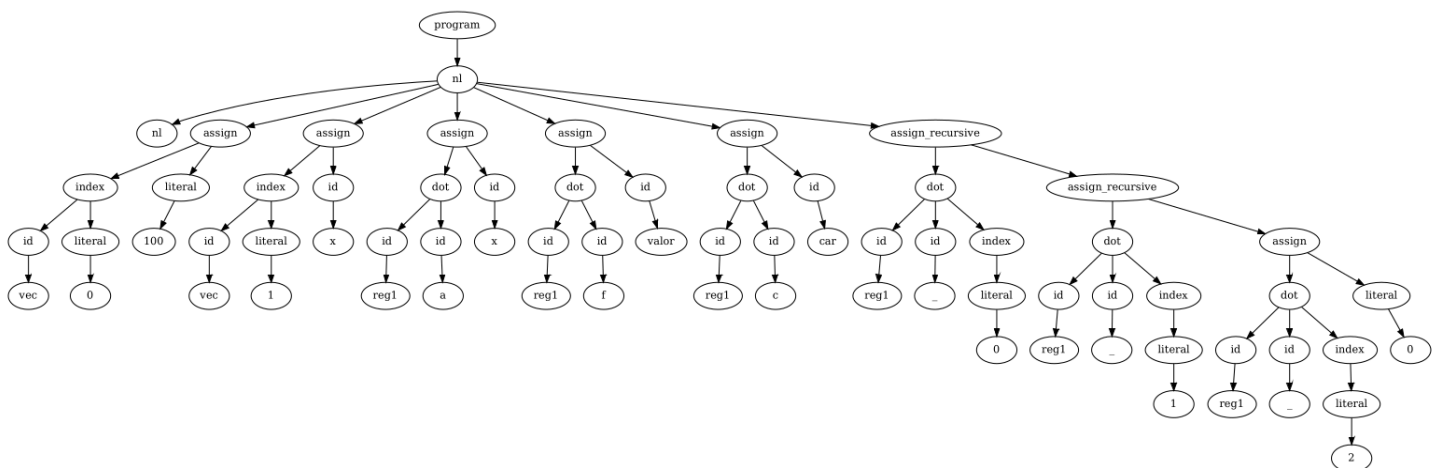 program
nl
nl assign assign assign assign assign assign_recursive
index literal index id dot id dot id dot id dot assign_recursive
id literal 100 id literal x id id x id id valor id id car id id index dot assign
vec 0 vec 1 reg1 a reg1 f reg1 c reg1 _ literal id id index dot literal
0 reg1 _ literal id id index 0
1 reg1 _ literal
2